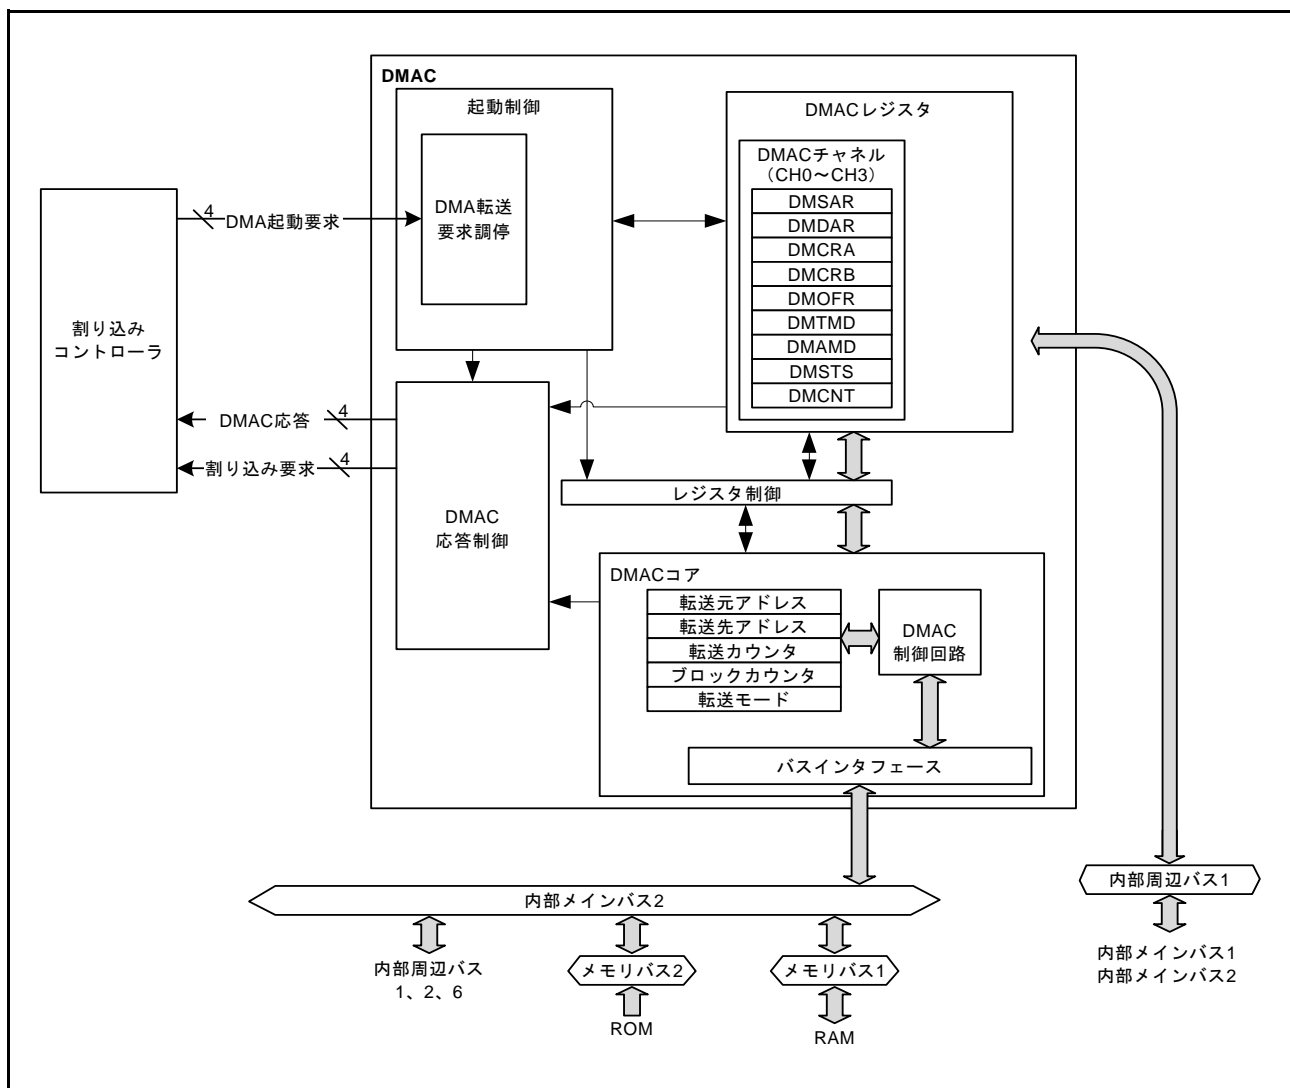 DMAC
起動制御
DMA転送
要求調停
DMACレジスタ
DMACチャネル
（CH0～CH3）
DMSAR
DMDAR
DMCRA
DMCRB
DMOFR
DMTMD
DMAMD
DMSTS
DMCNT
割り込み
コントローラ
4
DMA起動要求
DMAC応答
4
割り込み要求
4
DMAC
応答制御
レジスタ制御
DMACコア
転送元アドレス
転送先アドレス
転送カウンタ
ブロックカウンタ
転送モード
DMAC
制御回路
バスインタフェース
内部メインバス2
内部周辺バス
1、2、6
メモリバス2
ROM
メモリバス1
RAM
内部周辺バス1
内部メインバス1
内部メインバス2